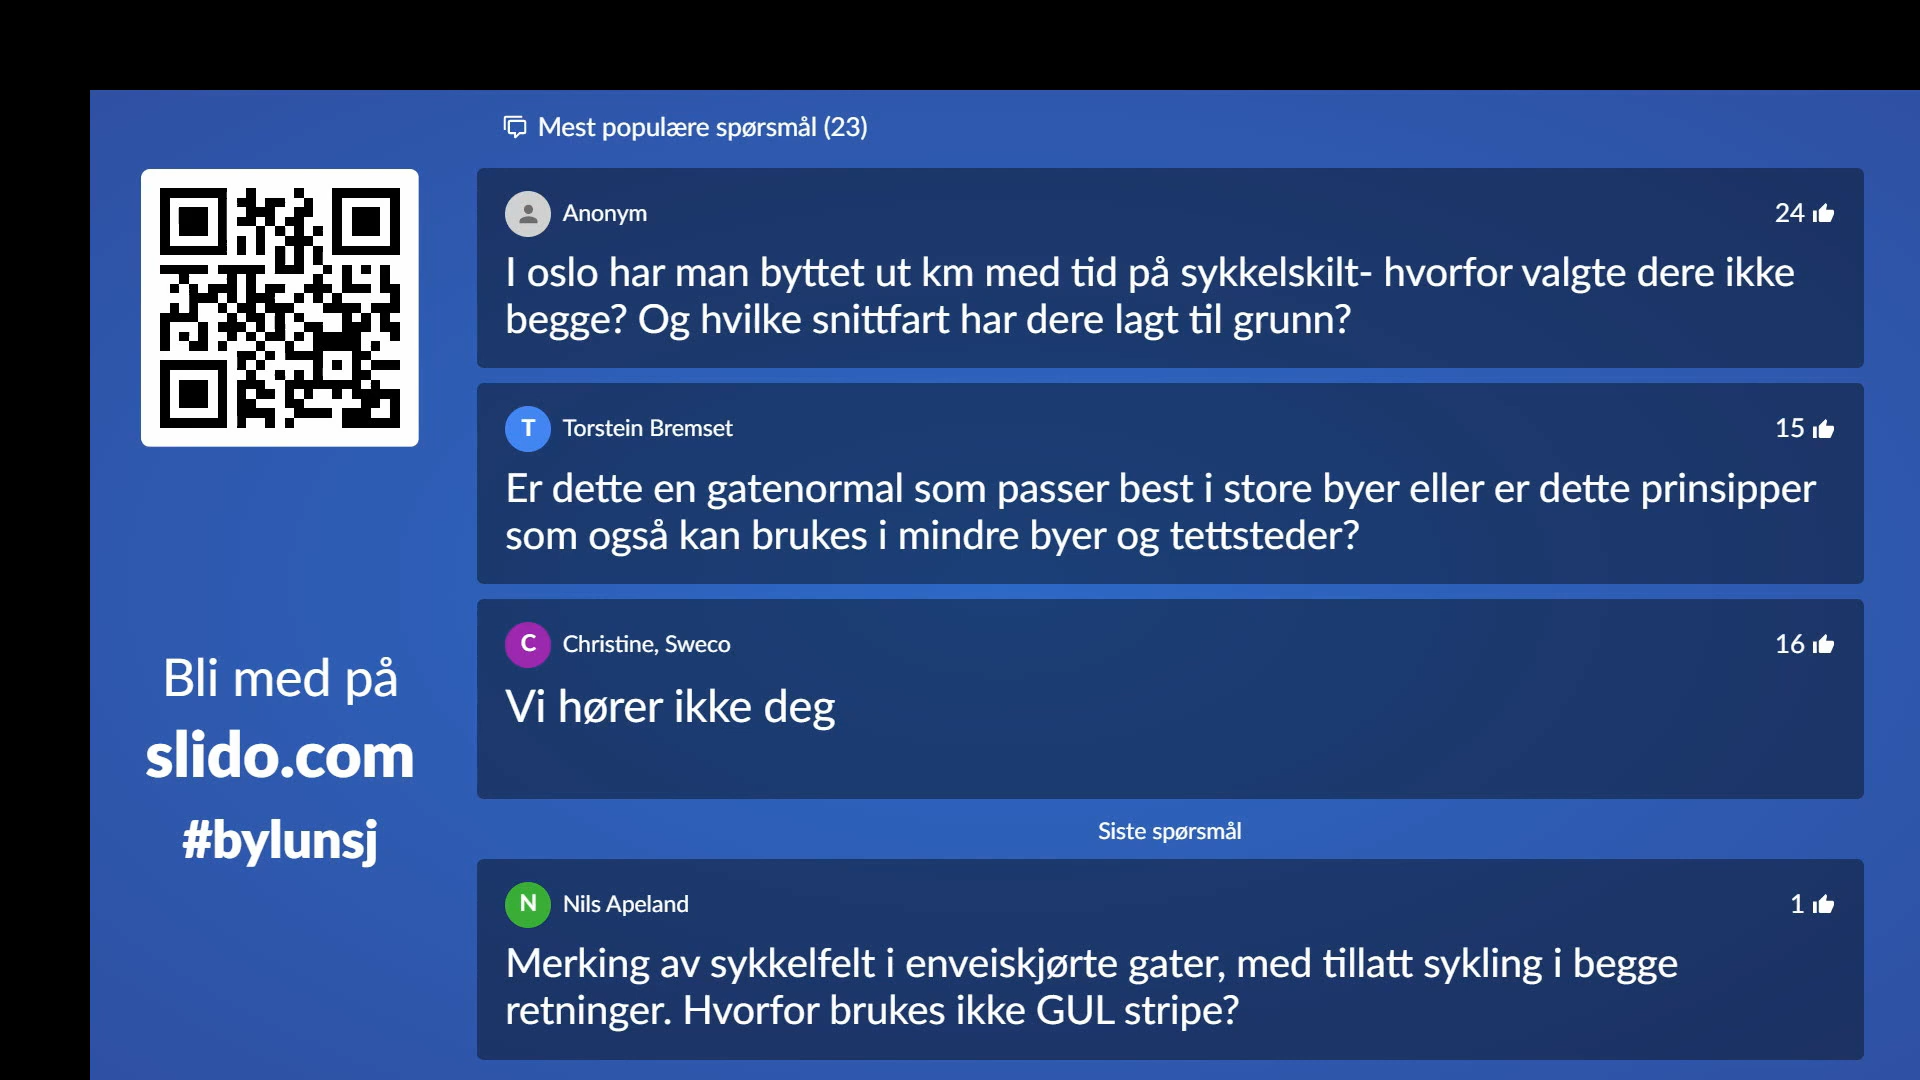 Mest populære spørsmål (23)
Anonym
24
I oslo har man byttet ut km med tid på sykkelskilt- hvorfor valgte dere ikke
begge? Og hvilke snittfart har dere lagt til grunn?
T
Torstein Bremset
15
Er dette en gatenormal som passer best i store byer eller er dette prinsipper
som også kan brukes i mindre byer og tettsteder?
C
Christine, Sweco
16
Vi hører ikke deg
Bli med på
slido.com
#bylunsj
Siste spørsmål
N
Nils Apeland
1
Merking av sykkelfelt i enveiskjørte gater, med tillatt sykling i begge
retninger. Hvorfor brukes ikke GUL stripe?